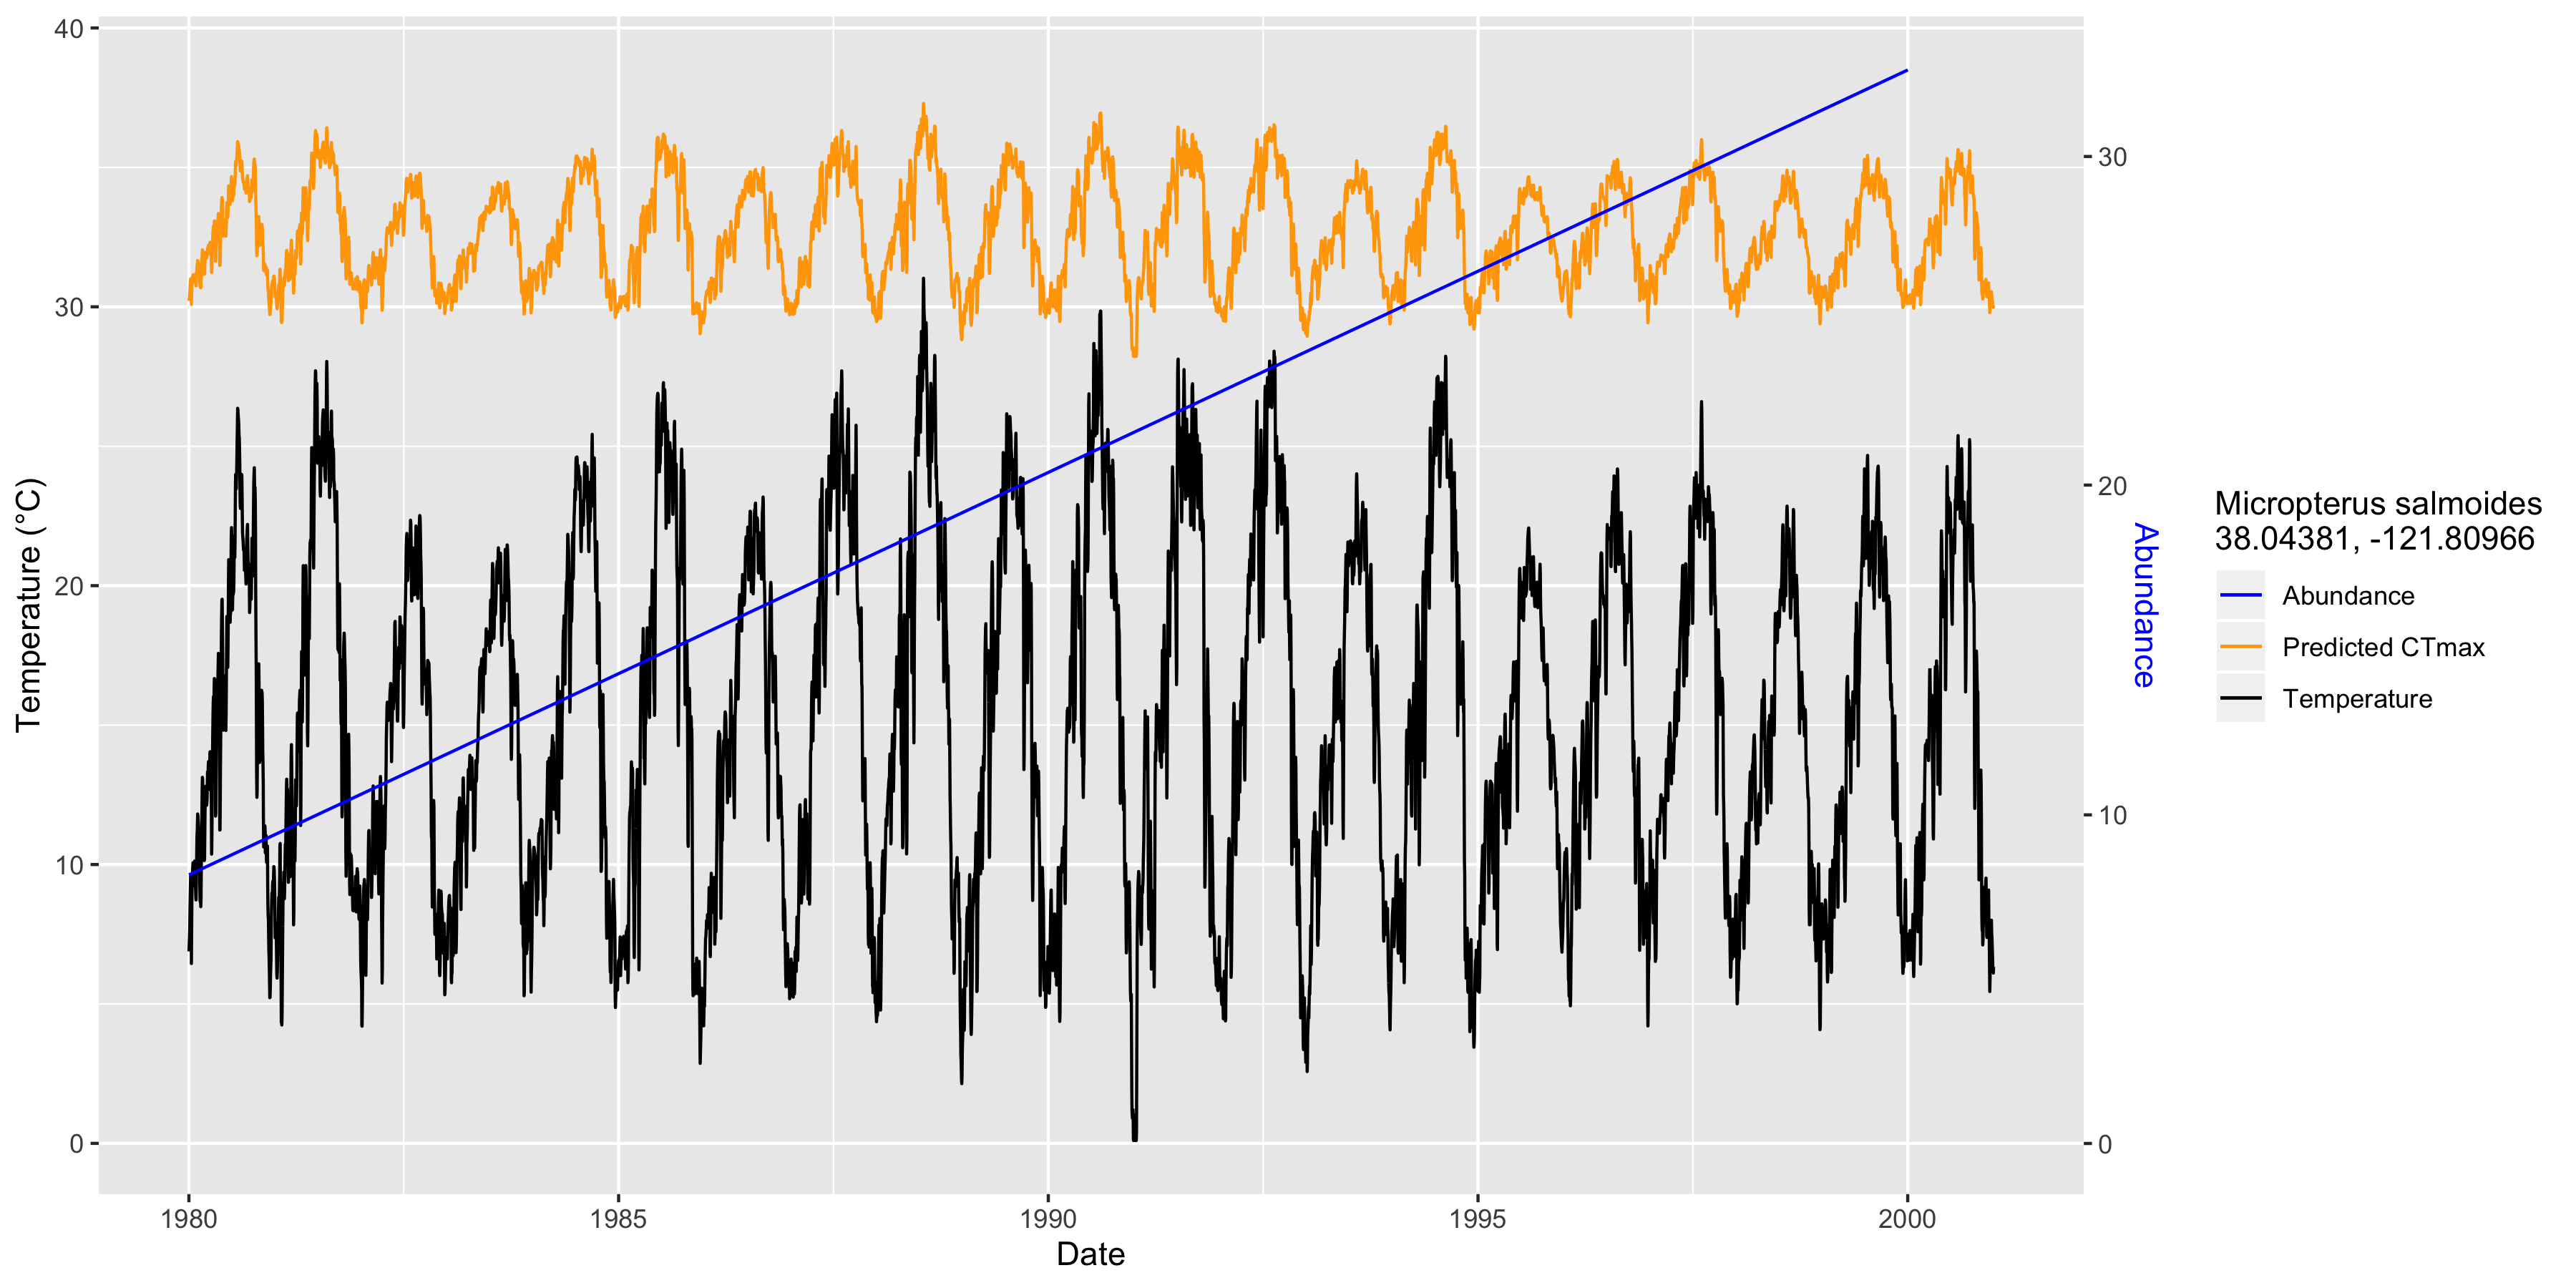 40
30
20
10
0
Temperature (°C)
1980
1985
1990
1995
2000
Date
30
20
10
0
Abundance
Micropterus salmoides
38.04381, -121.80966
Abundance
Predicted CTmax
Temperature